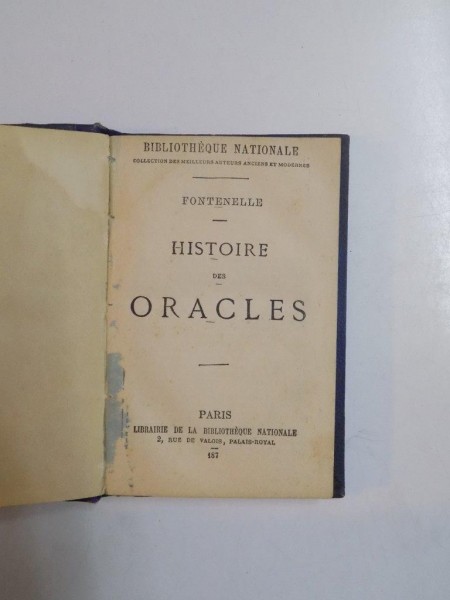 BIBLIOTHÈQUE NATIONALE
COLLECTION DES MEILLEURS AUTEURS ANCIENS ET MODERNES
FONTENELLE
HISTOIRE
DES
ORACLES
PARIS
LIBRAIRIE DE LA BIBLIOTHÈQUE NATIONALE
2, RUE DE VALOIS, PALAIS-ROYAL
187